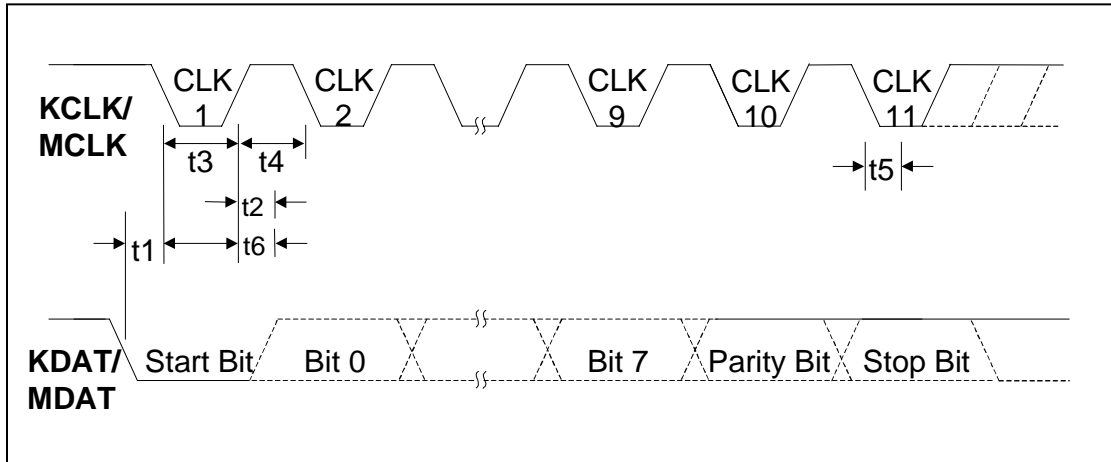 CLK 1
CLK 2
CLK 9
CLK 10
CLK 11
KCLK/
MCLK
t3
t4
t5
t2
t1
t6
KDAT/
MDAT
Start Bit
Bit 0
Bit 7
Parity Bit
Stop Bit